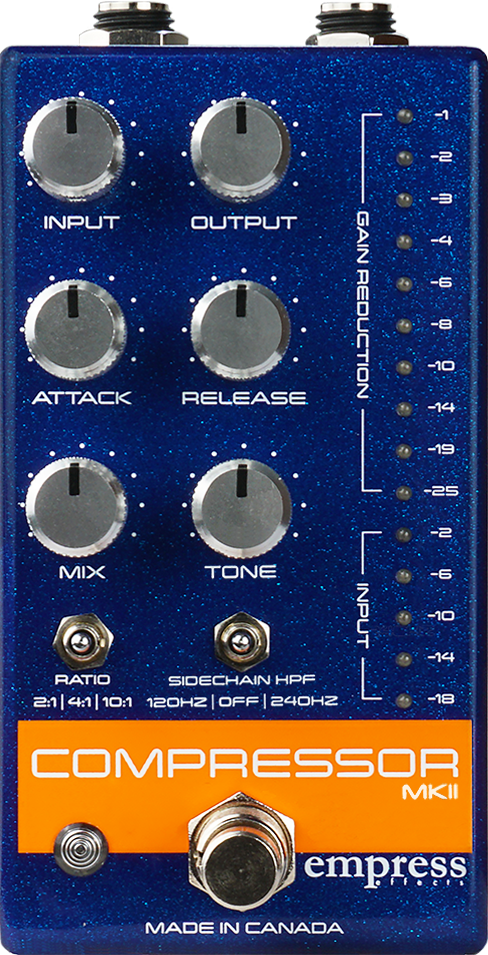 INPUT
OUTPUT
ATTACK
RELEASE
MIX
TONE
RATIO
2:1 | 4:1 | 10:1
SIDECHAIN HPF
120HZ | OFF | 240HZ
GAIN REDUCTION
-1
-2
-3
-4
-6
-8
-10
-14
-19
-25
INPUT
-2
-6
-10
-14
-18
COMPRESSOR
MKII
empress
effects
MADE IN CANADA